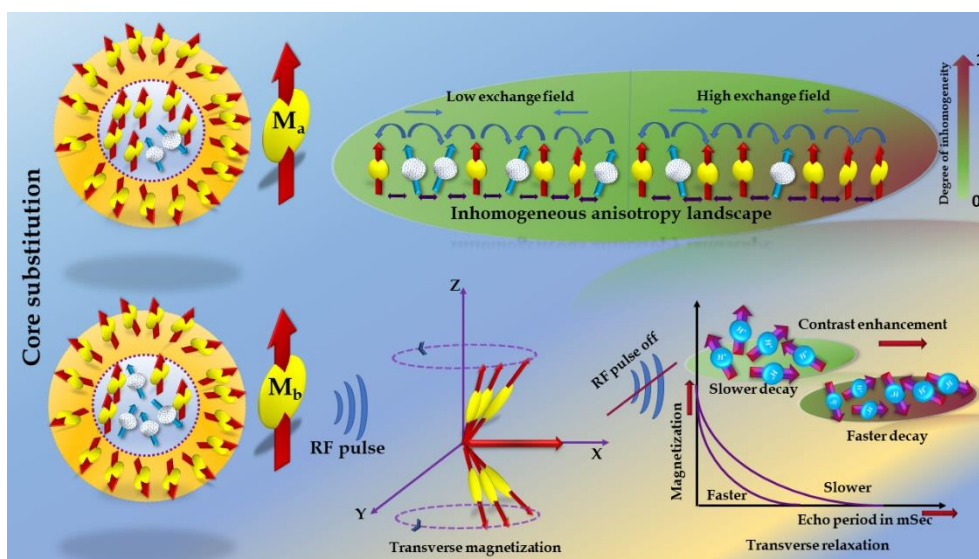 Core substitution
Ma
Low exchange field
High exchange field
Inhomogeneous anisotropy landscape
Degree of inhomogeneity
1
0
Mb
RF pulse
Z
X
Y
Transverse magnetization
RF pulse off
Magnetization
Contrast enhancement
Slower decay
Faster decay
Faster
Slower
Echo period in mSec
Transverse relaxation